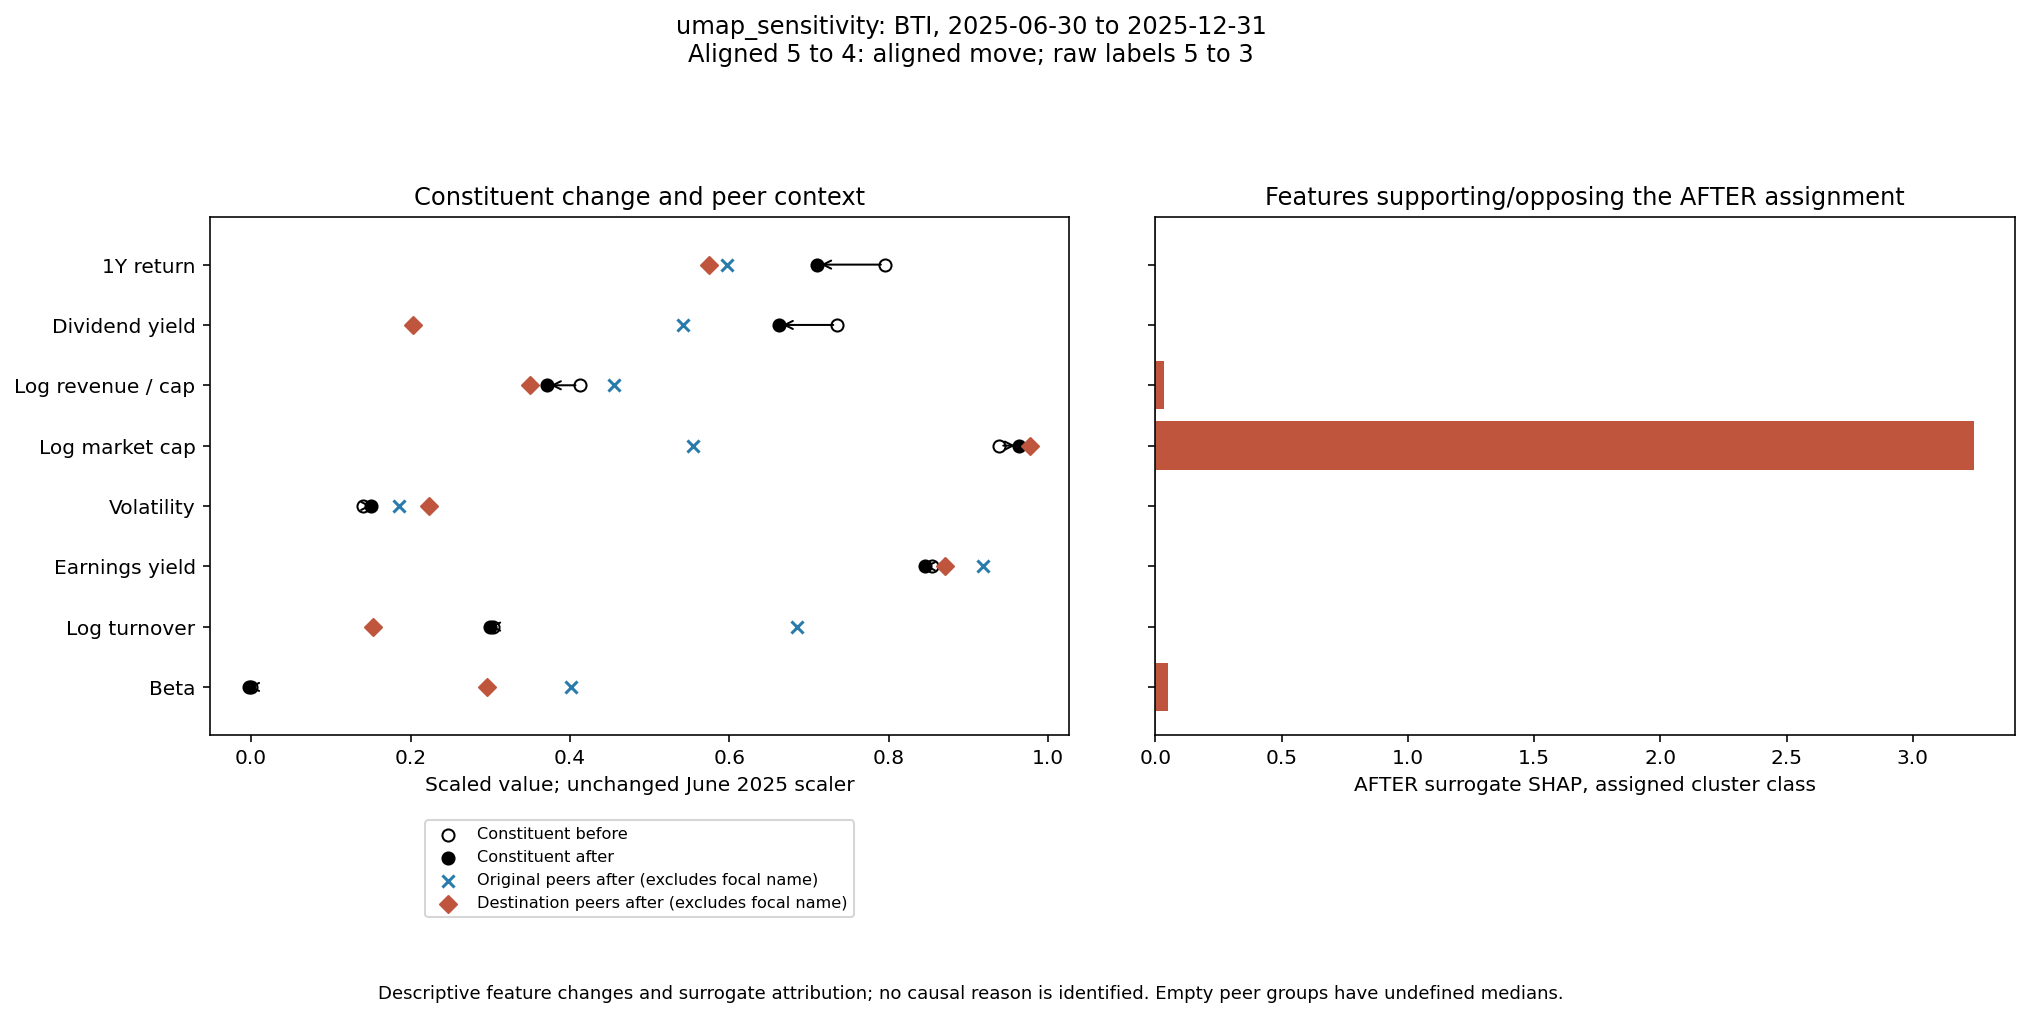 umap_sensitivity: BTI, 2025-06-30 to 2025-12-31
Aligned 5 to 4: aligned move; raw labels 5 to 3
Constituent change and peer context
1Y return
Dividend yield
Log revenue / cap
Log market cap
Volatility
Earnings yield
Log turnover
Beta
0.0 0.2 0.4 0.6 0.8 1.0
Scaled value; unchanged June 2025 scaler
Constituent before
Constituent after
Original peers after (excludes focal name)
Destination peers after (excludes focal name)
Features supporting/opposing the AFTER assignment
0.0 0.5 1.0 1.5 2.0 2.5 3.0
AFTER surrogate SHAP, assigned cluster class
Descriptive feature changes and surrogate attribution; no causal reason is identified. Empty peer groups have undefined medians.